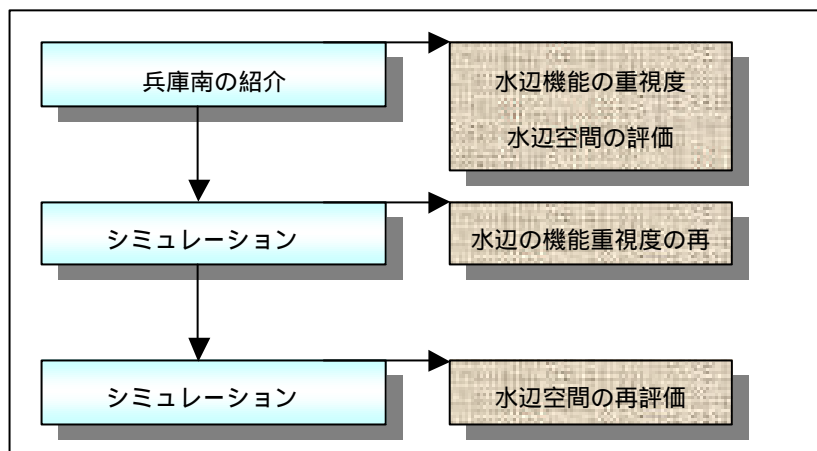 兵庫南の紹介
水辺機能の重視度
水辺空間の評価
シミュレーション
水辺の機能重視度の再
シミュレーション
水辺空間の再評価